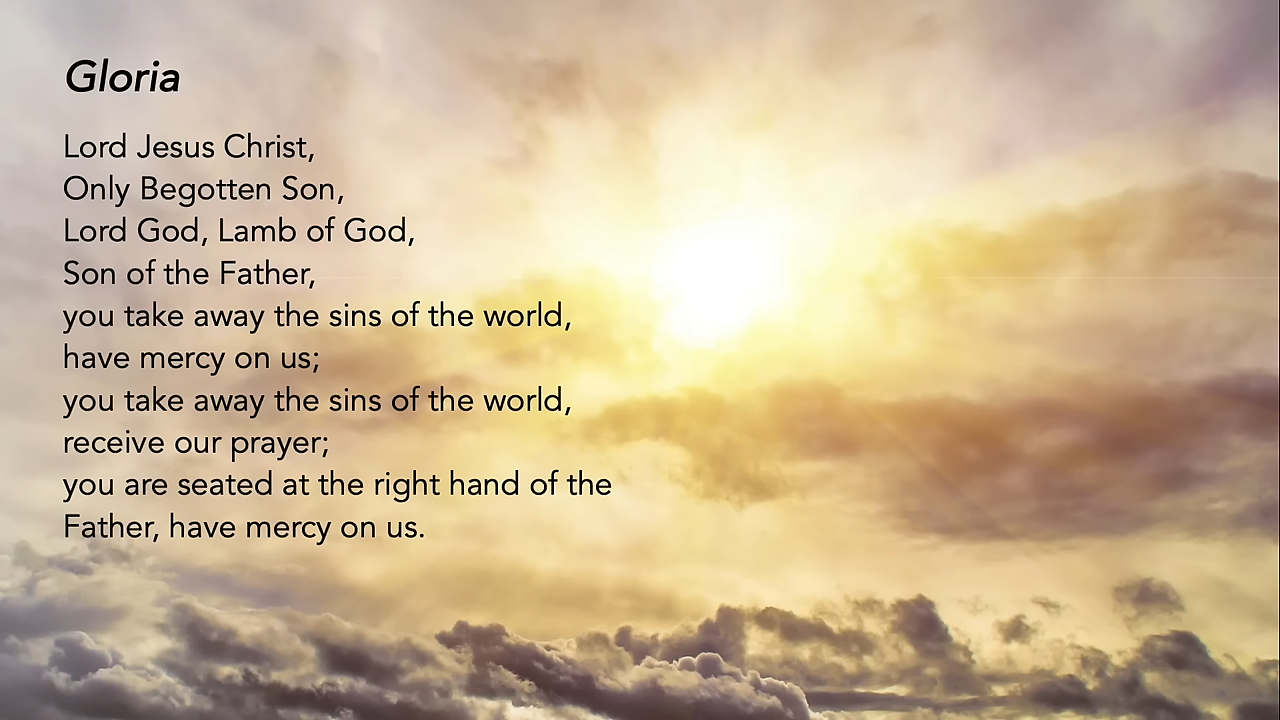 Gloria
Lord Jesus Christ,
Only Begotten Son,
Lord God, Lamb of God,
Son of the Father,
you take away the sins of the world,
have mercy on us;
you take away the sins of the world,
receive our prayer;
you are seated at the right hand of the
Father, have mercy on us.